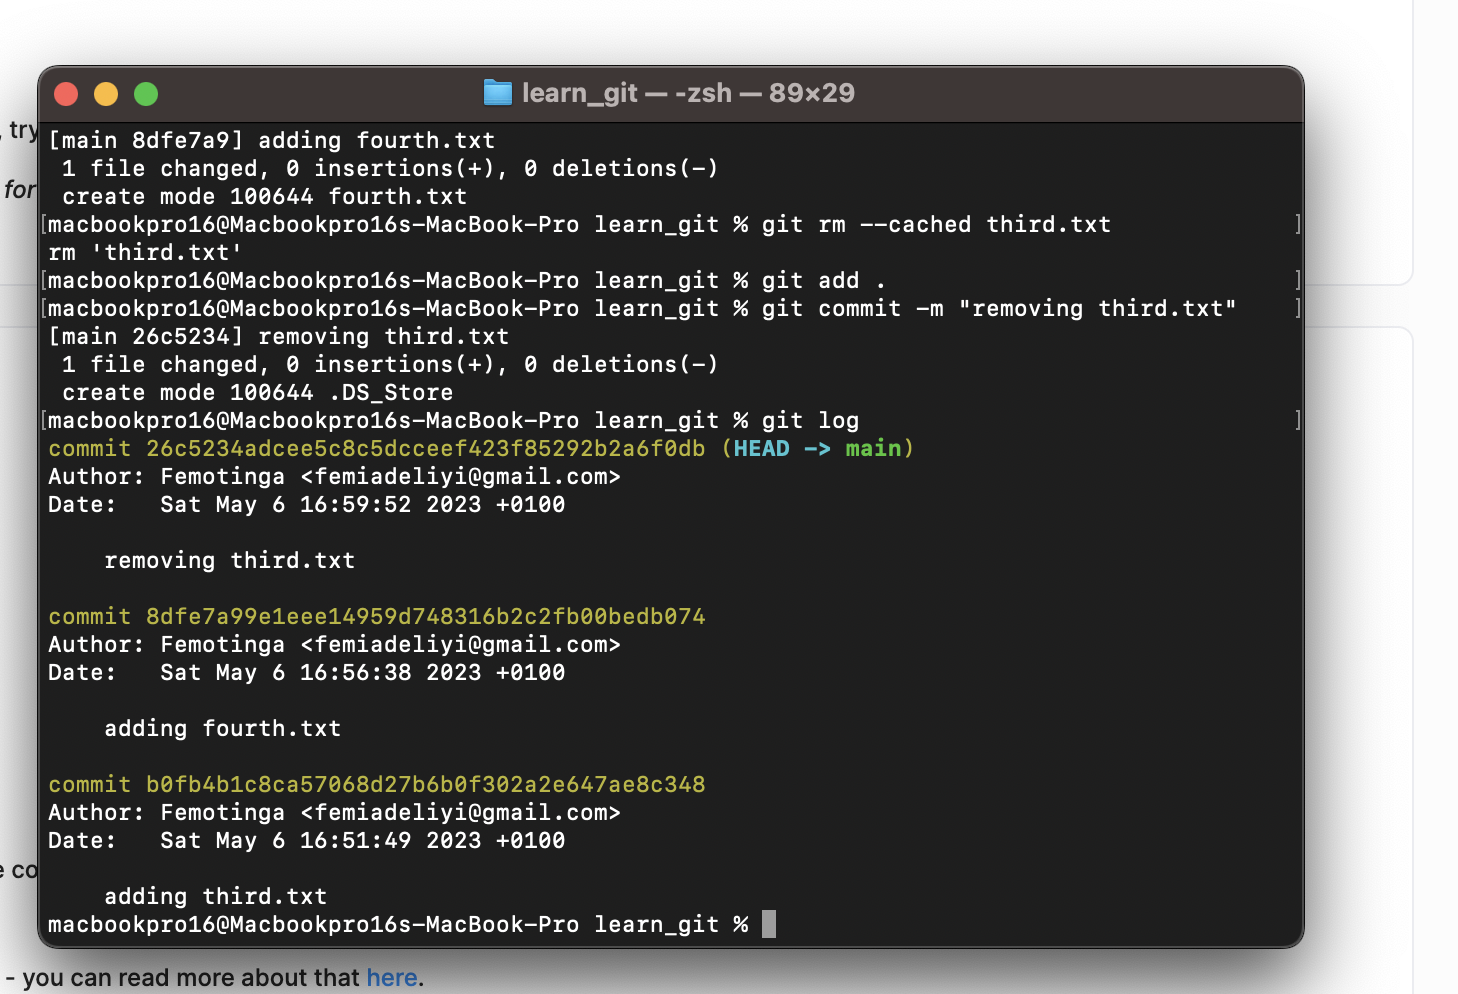 learn_git — -zsh — 89×29
, try
for
[main 8dfe7a9] adding fourth.txt
1 file changed, 0 insertions(+), 0 deletions(-)
create mode 100644 fourth.txt
[macbookpro16@Macbookpro16s-MacBook-Pro learn_git % git rm --cached third.txt ]
rm 'third.txt'
[macbookpro16@Macbookpro16s-MacBook-Pro learn_git % git add . ]
[macbookpro16@Macbookpro16s-MacBook-Pro learn_git % git commit -m "removing third.txt" ]
[main 26c5234] removing third.txt
1 file changed, 0 insertions(+), 0 deletions(-)
create mode 100644 .DS_Store
[macbookpro16@Macbookpro16s-MacBook-Pro learn_git % git log ]
commit 26c5234adcee5c8c5dcceef423f85292b2a6f0db (HEAD -> main)
Author: Femotinga <femiadeliyi@gmail.com>
Date: Sat May 6 16:59:52 2023 +0100
removing third.txt
commit 8dfe7a99e1eee14959d748316b2c2fb00bedb074
Author: Femotinga <femiadeliyi@gmail.com>
Date: Sat May 6 16:56:38 2023 +0100
adding fourth.txt
commit b0fb4b1c8ca57068d27b6b0f302a2e647ae8c348
Author: Femotinga <femiadeliyi@gmail.com>
Date: Sat May 6 16:51:49 2023 +0100
e co
adding third.txt
macbookpro16@Macbookpro16s-MacBook-Pro learn_git %
- you can read more about that here.